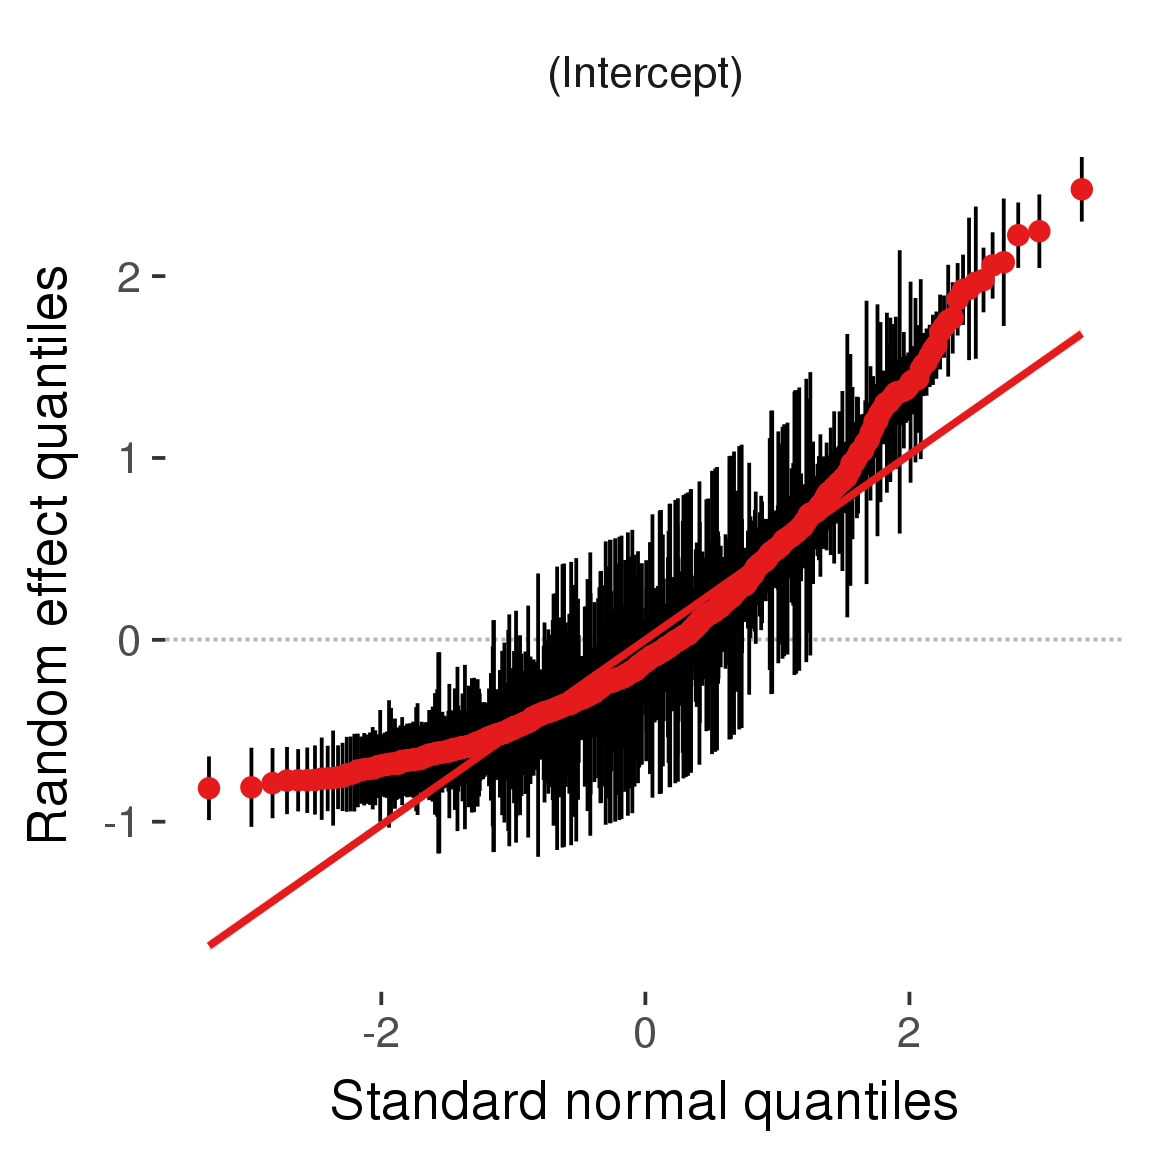 (Intercept)
Random effect quantiles
2
1
0
-1
-2 0 2
Standard normal quantiles